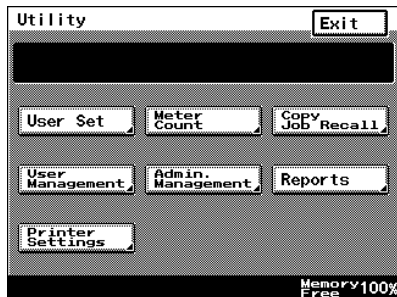 Utility
Exit
User Set
Meter
Count
Copy
Job Recall
User
Management
Admin.
Management
Reports
Printer
Settings
Memory 100%
Free